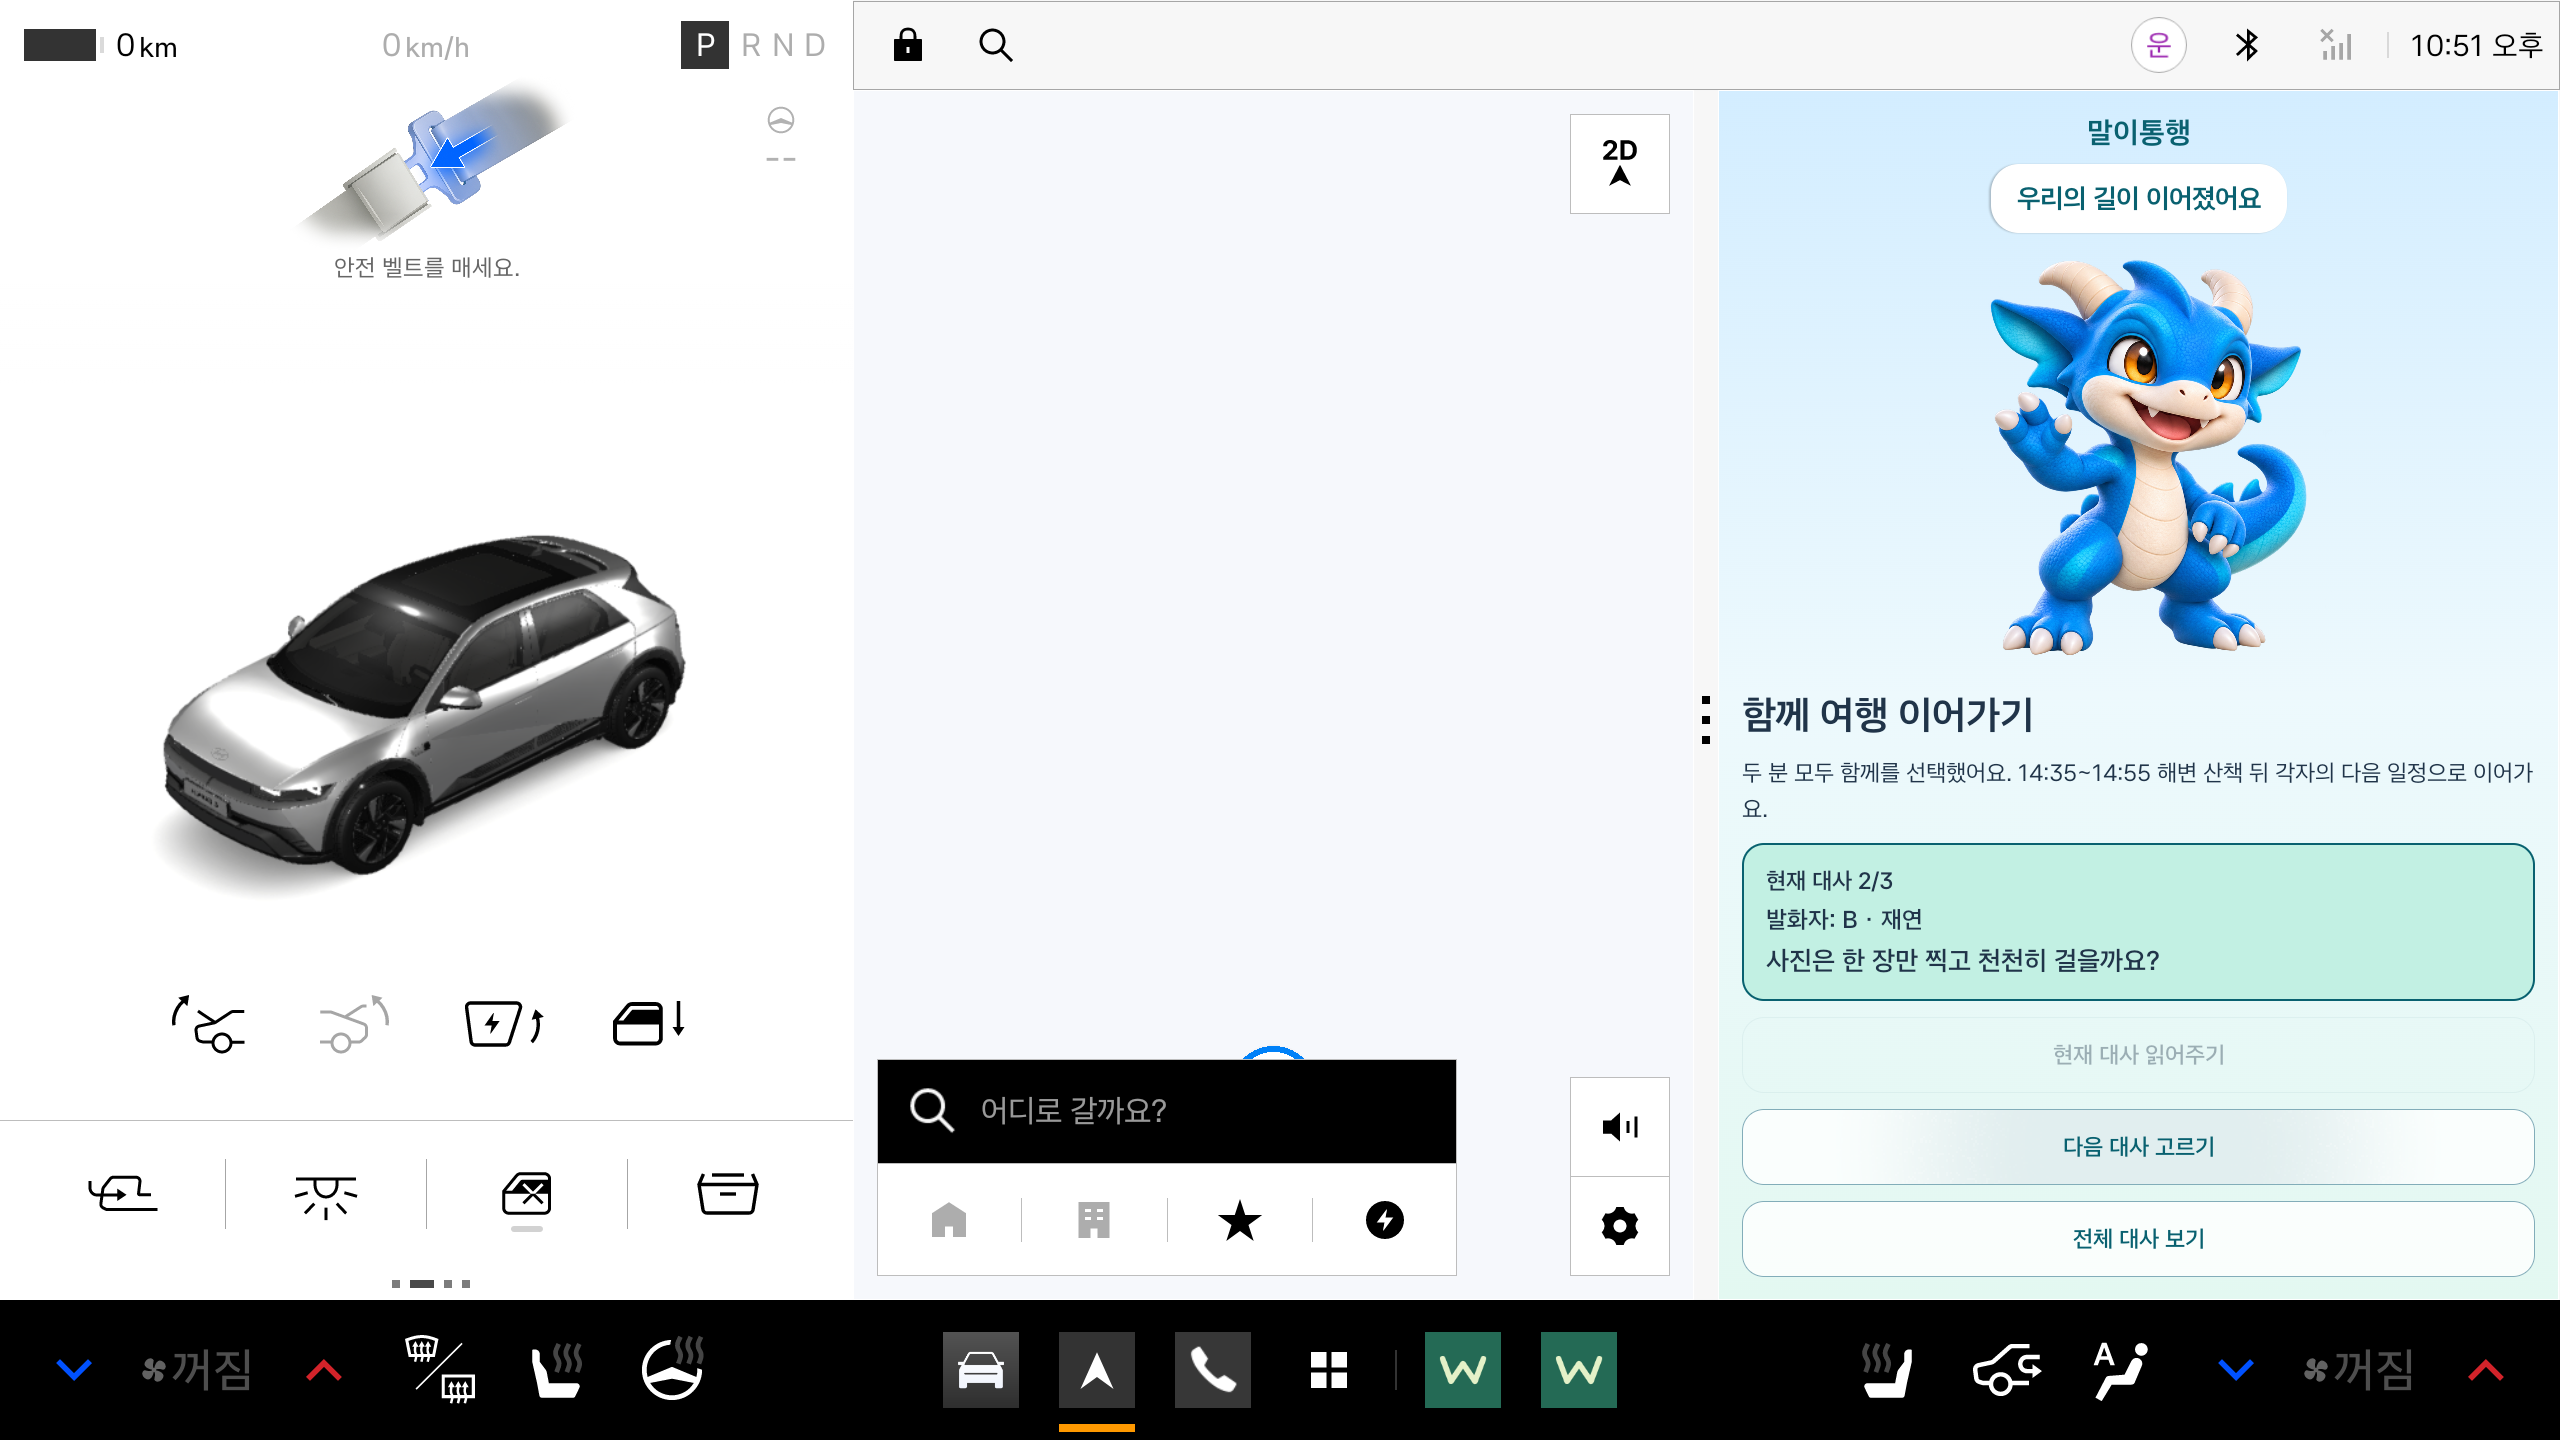 0 km
0 km/h
P R N D
안전 벨트를 매세요.
운
10:51 오후
2D
어디로 갈까요?
말이통행
우리의 길이 이어졌어요
함께 여행 이어가기
두 분 모두 함께를 선택했어요. 14:35~14:55 해변 산책 뒤 각자의 다음 일정으로 이어가
요.
현재 대사 2/3
발화자: B · 재연
사진은 한 장만 찍고 천천히 걸을까요?
현재 대사 읽어주기
다음 대사 고르기
전체 대사 보기
꺼짐
W
W
A
꺼짐